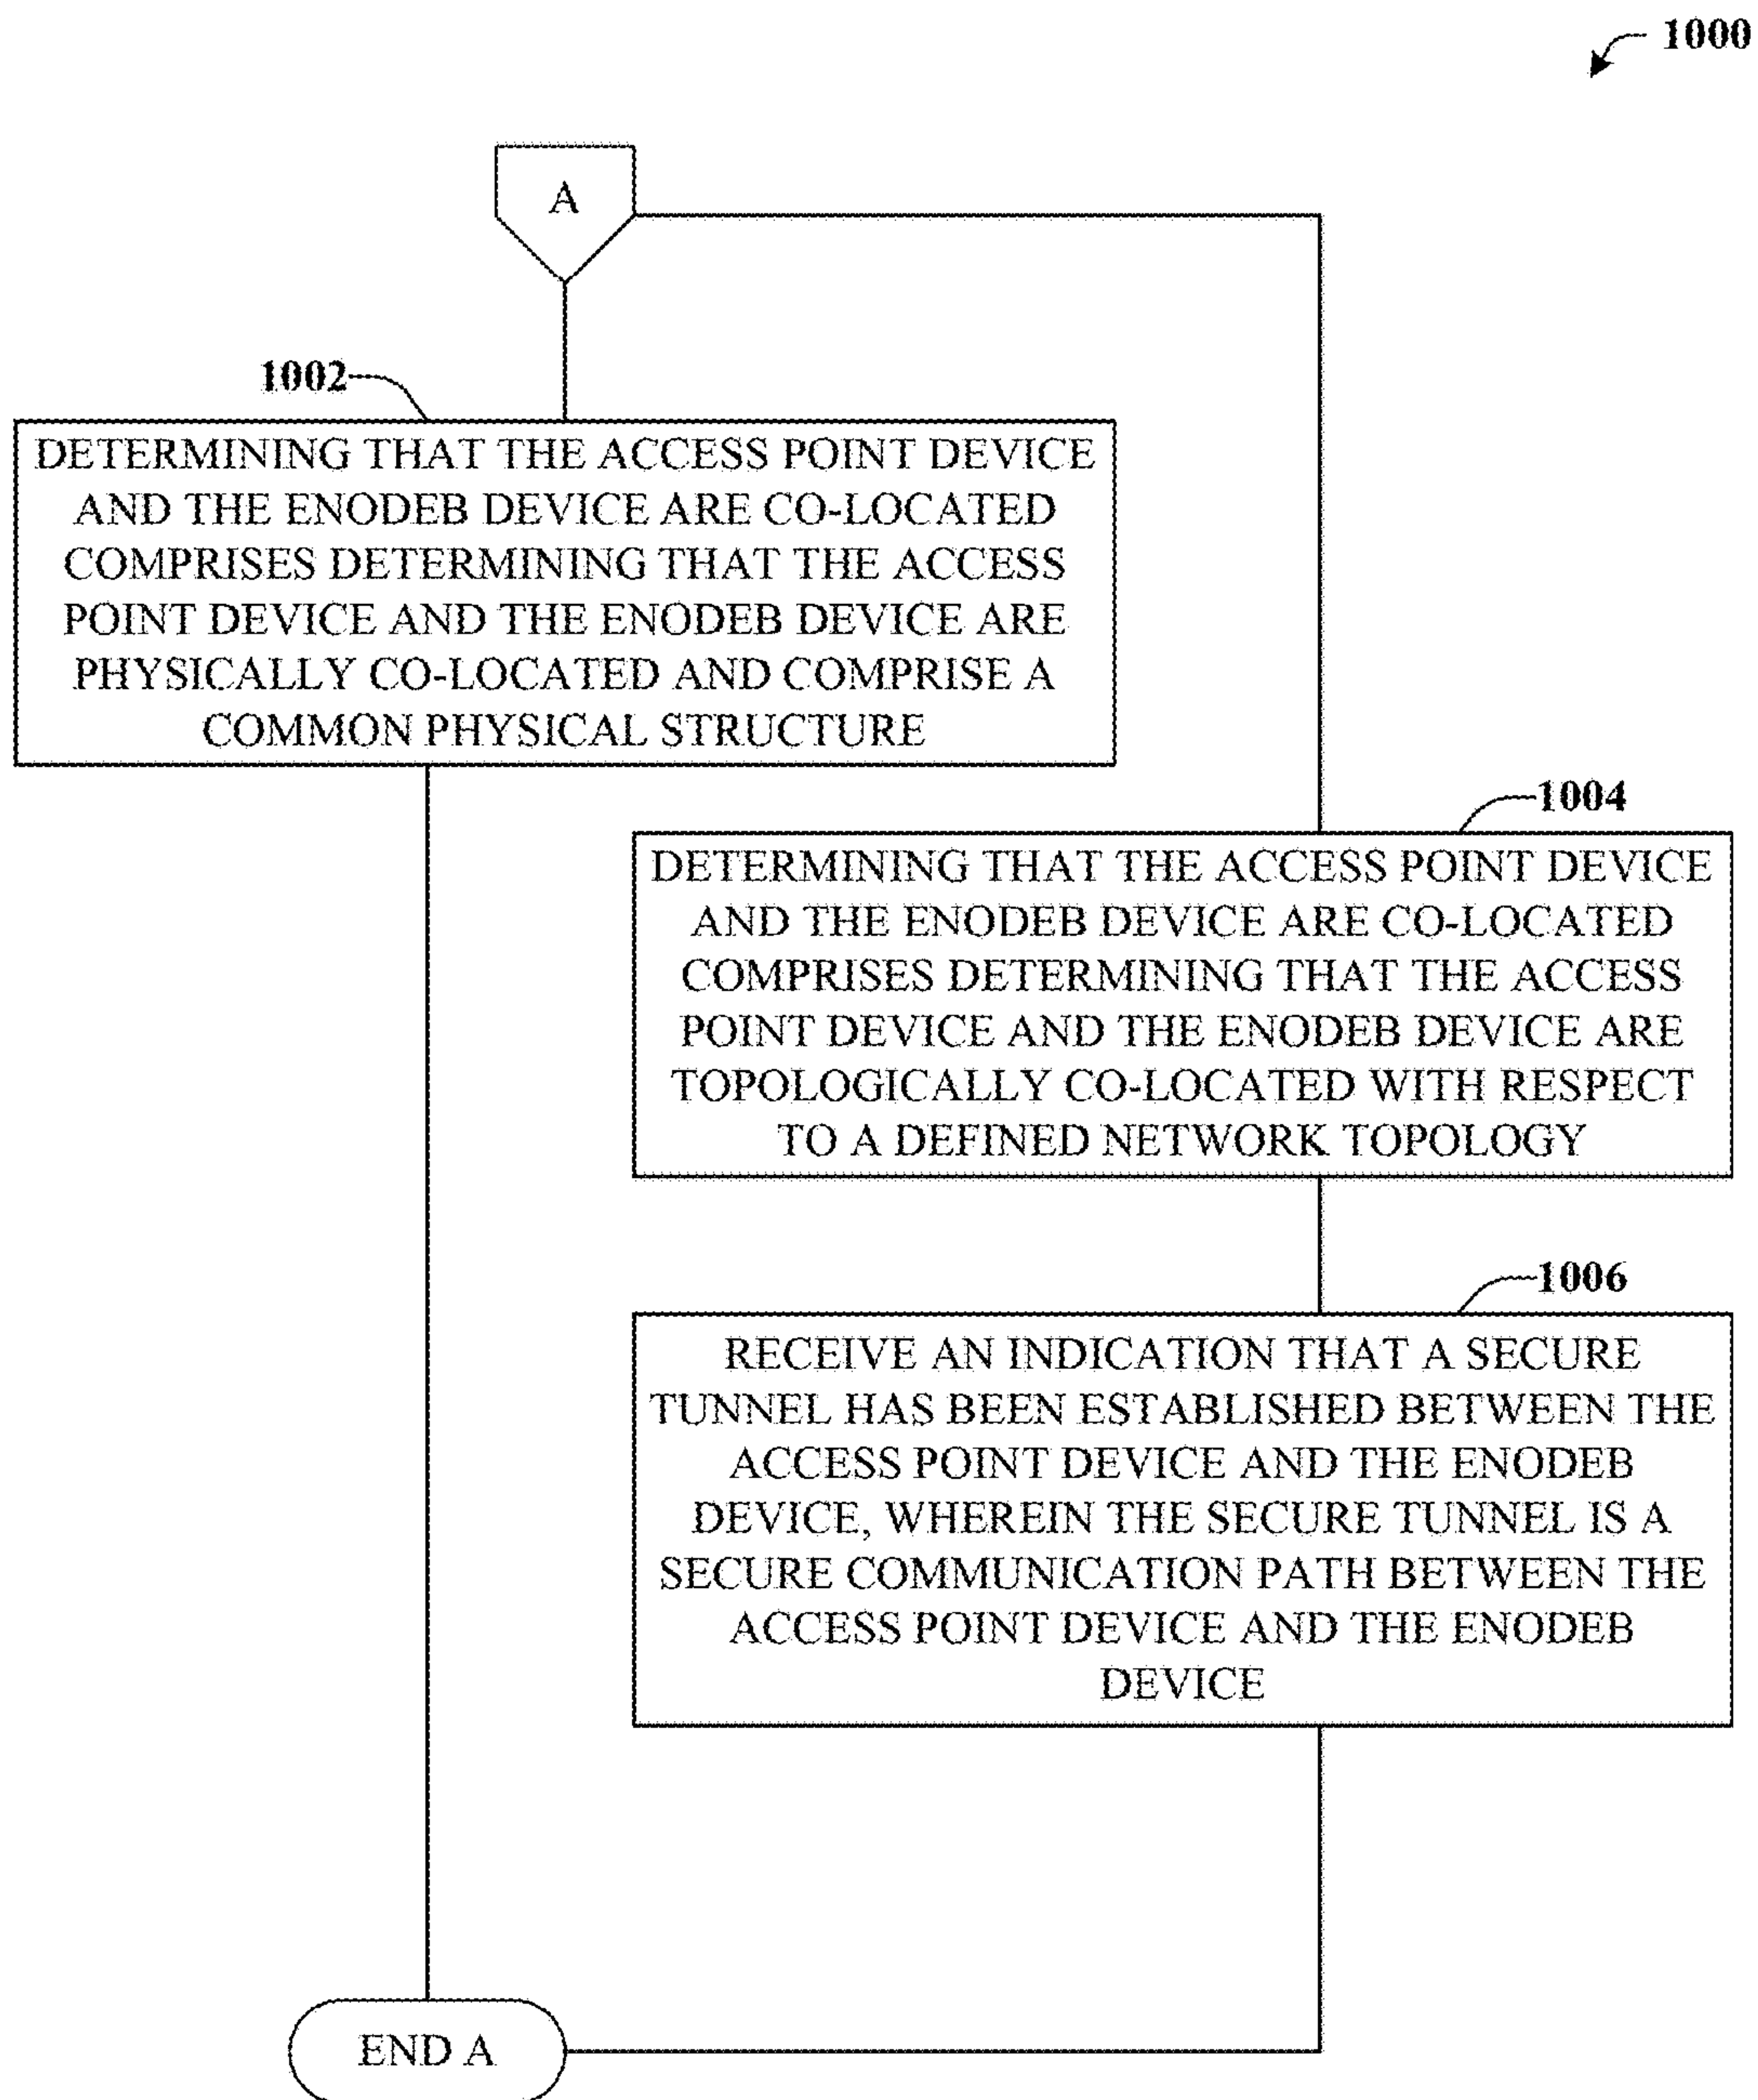 1000
A
1002
DETERMINING THAT THE ACCESS POINT DEVICE
AND THE ENODEB DEVICE ARE CO-LOCATED
COMPRISES DETERMINING THAT THE ACCESS
POINT DEVICE AND THE ENODEB DEVICE ARE
PHYSICALLY CO-LOCATED AND COMPRISE A
COMMON PHYSICAL STRUCTURE
1004
DETERMINING THAT THE ACCESS POINT DEVICE
AND THE ENODEB DEVICE ARE CO-LOCATED
COMPRISES DETERMINING THAT THE ACCESS
POINT DEVICE AND THE ENODEB DEVICE ARE
TOPOLOGICALLY CO-LOCATED WITH RESPECT
TO A DEFINED NETWORK TOPOLOGY
1006
RECEIVE AN INDICATION THAT A SECURE
TUNNEL HAS BEEN ESTABLISHED BETWEEN THE
ACCESS POINT DEVICE AND THE ENODEB
DEVICE, WHEREIN THE SECURE TUNNEL IS A
SECURE COMMUNICATION PATH BETWEEN THE
ACCESS POINT DEVICE AND THE ENODEB
DEVICE
END A